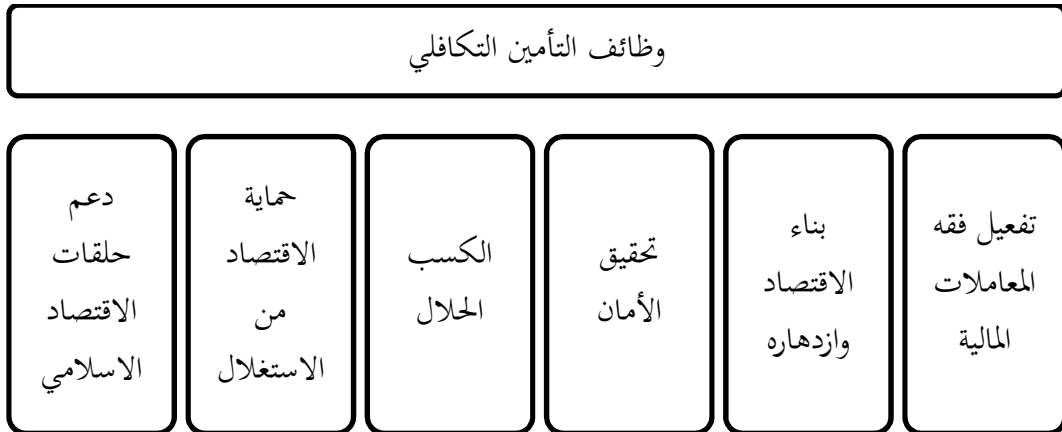 وظائف التأمين التكافلي
تفعيل فقه
المعاملات
المالية
بناء
الاقتصاد
وازدهاره
تحقيق
الأمان
الكسب
الحلال
حماية
الاقتصاد
من
الاستغلال
دعم
حلقات
الاقتصاد
الاسلامي